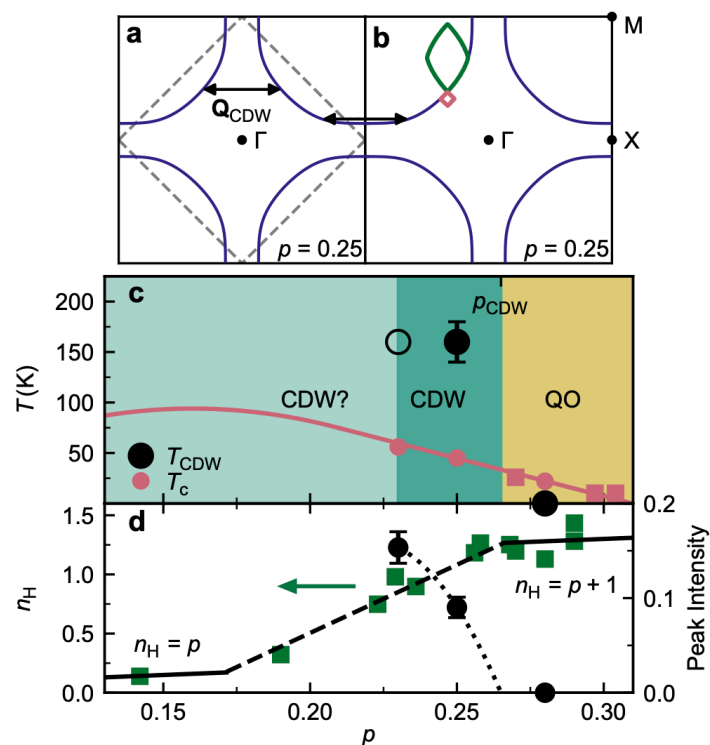 a
b
M
Q_CDW
Γ
Γ
X
p = 0.25
p = 0.25
c
p_CDW
200
150
100
50
T(K)
CDW?
CDW
QO
T_CDW
T_c
d
0.2
1.5
1.0
0.5
0.0
n_H
n_H = p
n_H = p + 1
0.1
0.0
Peak Intensity
0.15
0.20
0.25
0.30
p